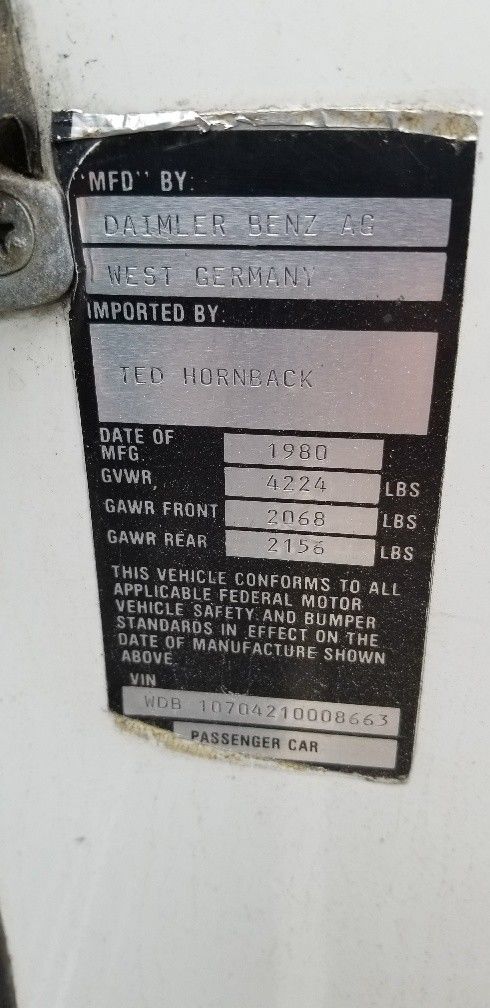 "MFD" BY:
DAIMLER BENZ AG
WEST GERMANY
IMPORTED BY:
TED HORNBACK
DATE OF
MFG. 1980
GVWR, 4224 LBS
GAWR FRONT 2068 LBS
GAWR REAR 2156 LBS
THIS VEHICLE CONFORMS TO ALL
APPLICABLE FEDERAL MOTOR
VEHICLE SAFETY AND BUMPER
STANDARDS IN EFFECT ON THE
DATE OF MANUFACTURE SHOWN
ABOVE.
VIN
WDB 10704210008663
PASSENGER CAR